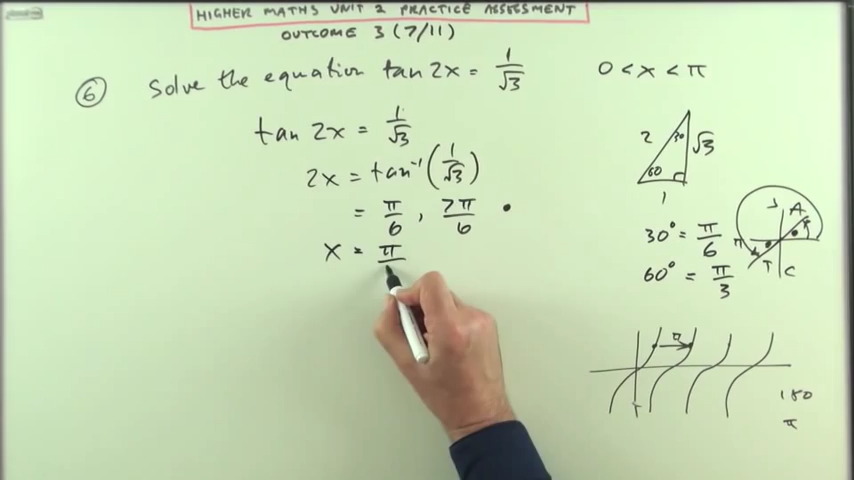 HIGHER MATHS UNIT 2 PRACTICE ASSESSMENT
OUTCOME 3 (7/11)
6 Solve the equation tan 2x = 1/√3 0 < x < π
tan 2x = 1/√3
2x = tan⁻¹(1/√3)
= π/6 , 7π/6
x = π
2 30 √3
60
1
S A
π
T C
30° = π/6
60° = π/3
π
180
π